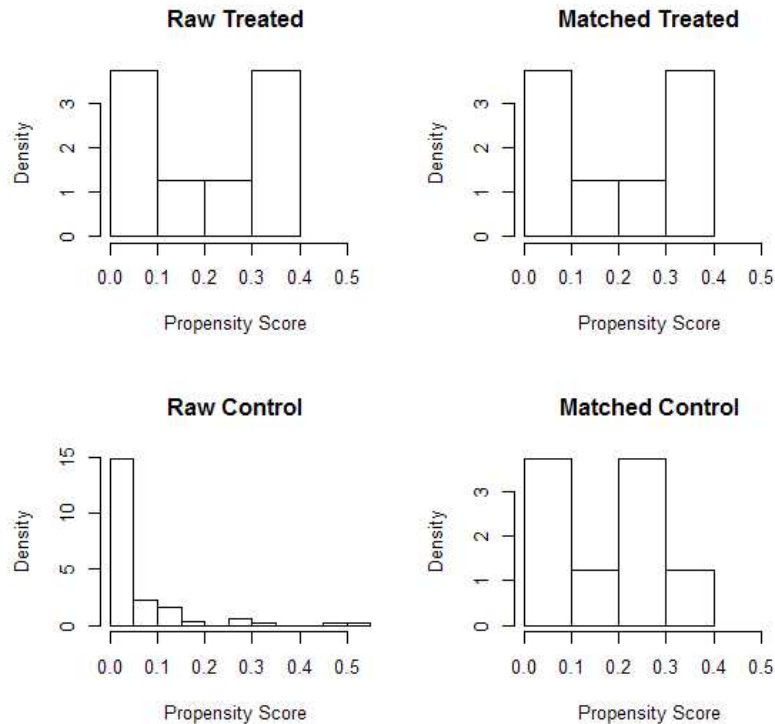 Raw Treated
Density
0
1
2
3
0.0 0.1 0.2 0.3 0.4 0.5
Propensity Score
Matched Treated
Density
0
1
2
3
0.0 0.1 0.2 0.3 0.4 0.5
Propensity Score
Raw Control
Density
0
5
10
15
0.0 0.1 0.2 0.3 0.4 0.5
Propensity Score
Matched Control
Density
0
1
2
3
0.0 0.1 0.2 0.3 0.4 0.5
Propensity Score